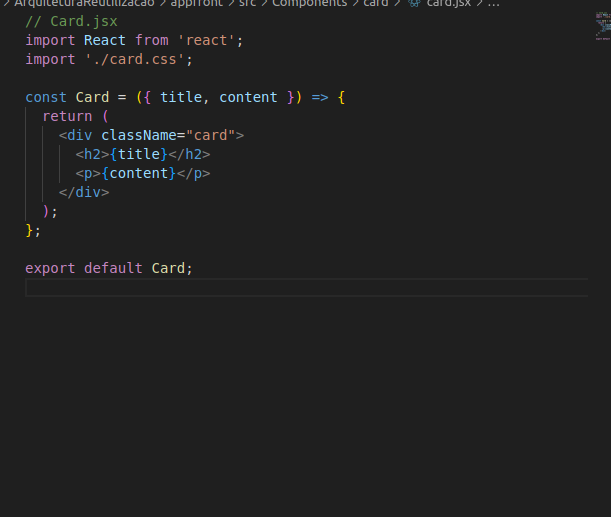 > ArquiteturaReutilizacao > appfront > src > Components > card > card.jsx > ...
// Card.jsx
import React from 'react';
import './card.css';
const Card = ({ title, content }) => {
return (
<div className="card">
<h2>{title}</h2>
<p>{content}</p>
</div>
);
};
export default Card;